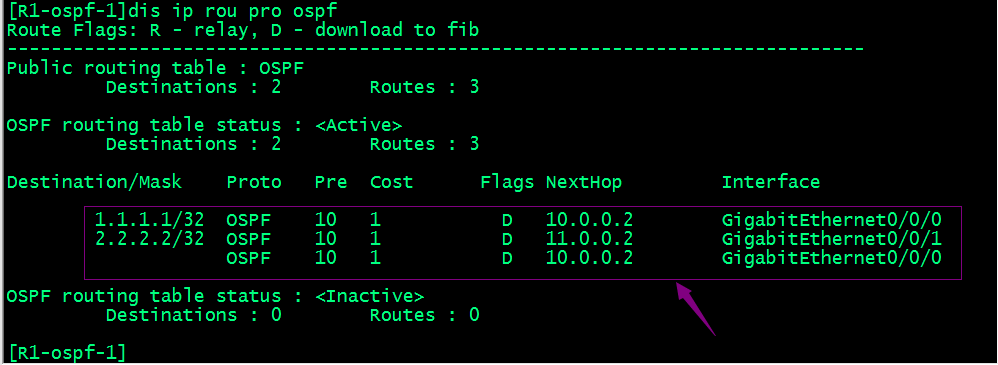 [R1-ospf-1]dis ip rou pro ospf
Route Flags: R - relay, D - download to fib
------------------------------------------------------------------------------
Public routing table : OSPF
         Destinations : 2        Routes : 3

OSPF routing table status : <Active>
         Destinations : 2        Routes : 3

Destination/Mask    Proto   Pre  Cost      Flags NextHop         Interface

        1.1.1.1/32  OSPF    10   1           D   10.0.0.2        GigabitEthernet0/0/0
        2.2.2.2/32  OSPF    10   1           D   11.0.0.2        GigabitEthernet0/0/1
                    OSPF    10   1           D   10.0.0.2        GigabitEthernet0/0/0

OSPF routing table status : <Inactive>
         Destinations : 0        Routes : 0

[R1-ospf-1]